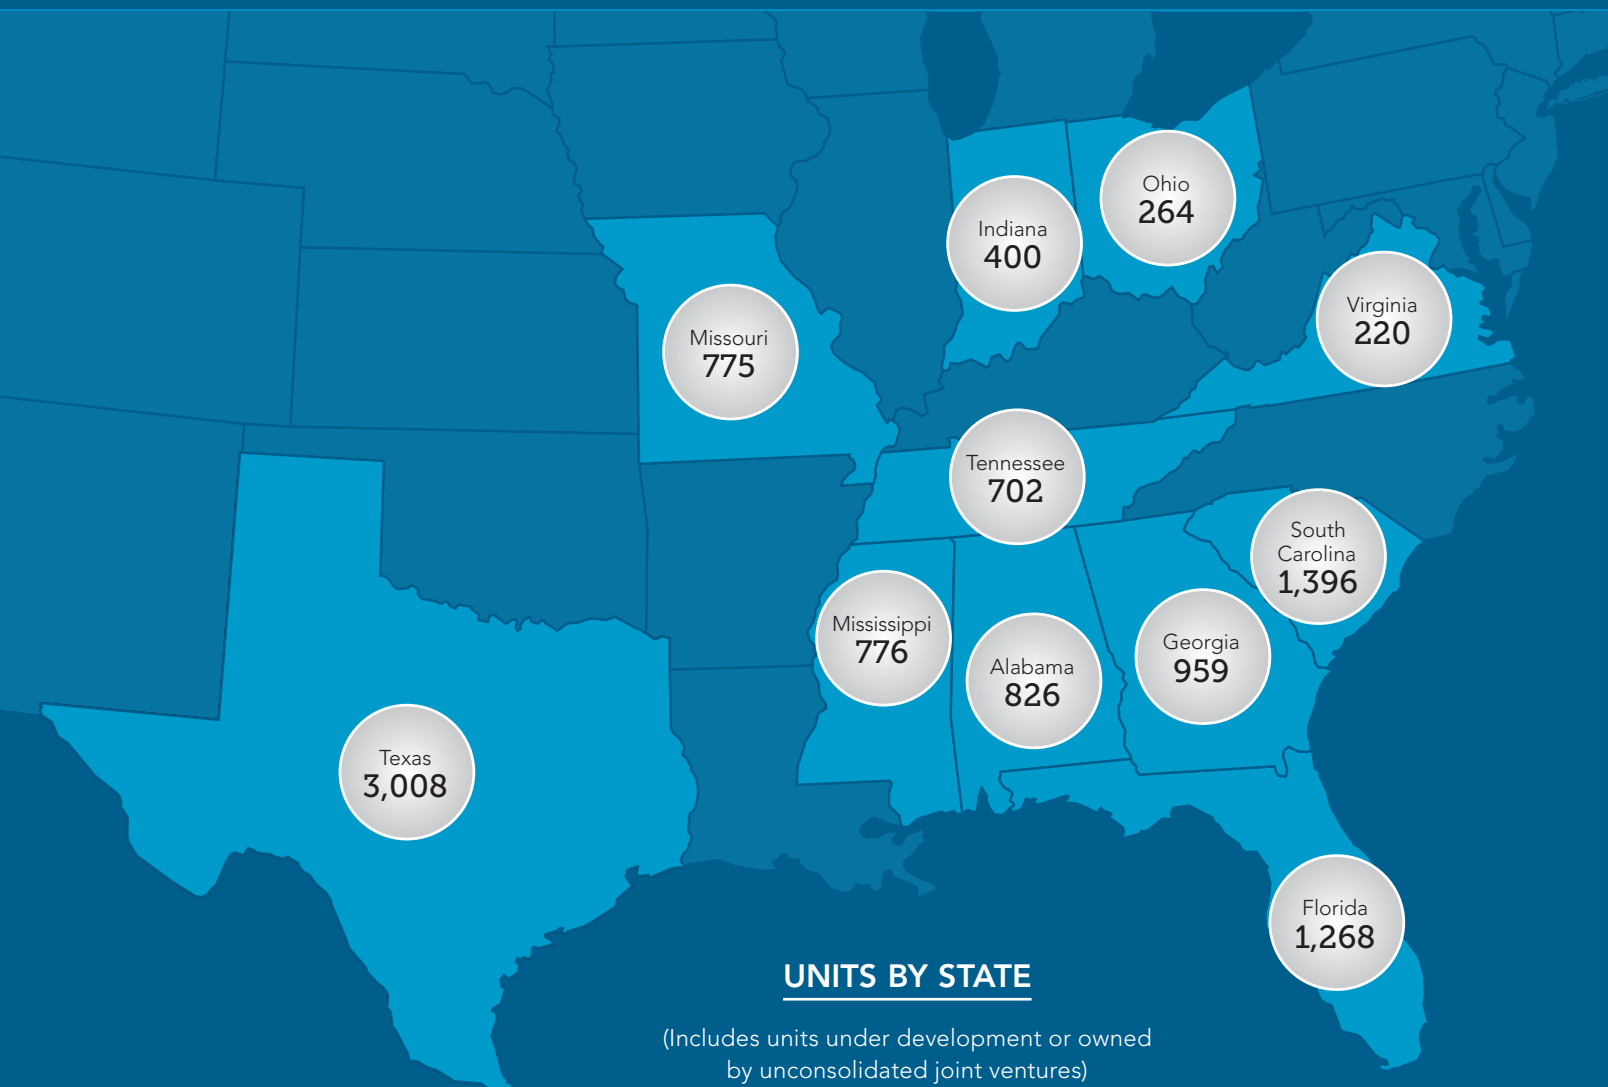 Ohio
264
Indiana
400
Virginia
220
Missouri
775
Tennessee
702
South
Carolina
1,396
Mississippi
776
Georgia
959
Alabama
826
Texas
3,008
Florida
1,268
UNITS BY STATE
(Includes units under development or owned
by unconsolidated joint ventures)